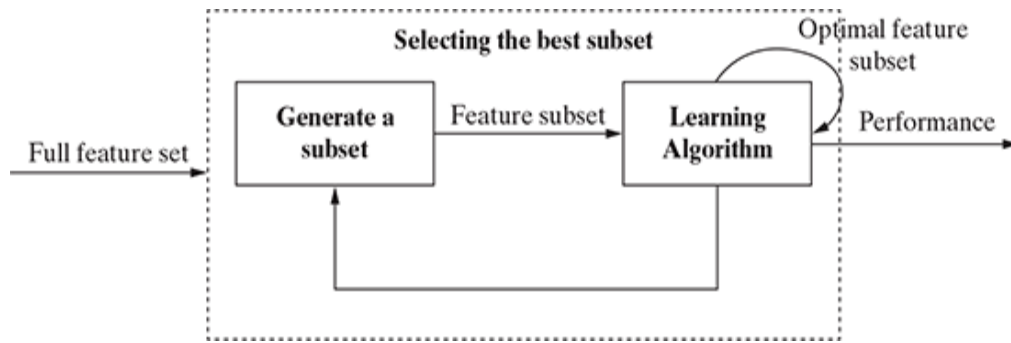 Selecting the best subset
Optimal feature
subset
Generate a
subset
Feature subset
Learning
Algorithm
Performance
Full feature set